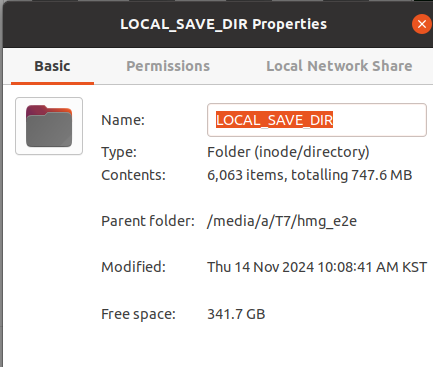 LOCAL_SAVE_DIR Properties
Basic Permissions Local Network Share
Name: LOCAL_SAVE_DIR
Type: Folder (inode/directory)
Contents: 6,063 items, totalling 747.6 MB
Parent folder: /media/a/T7/hmg_e2e
Modified: Thu 14 Nov 2024 10:08:41 AM KST
Free space: 341.7 GB